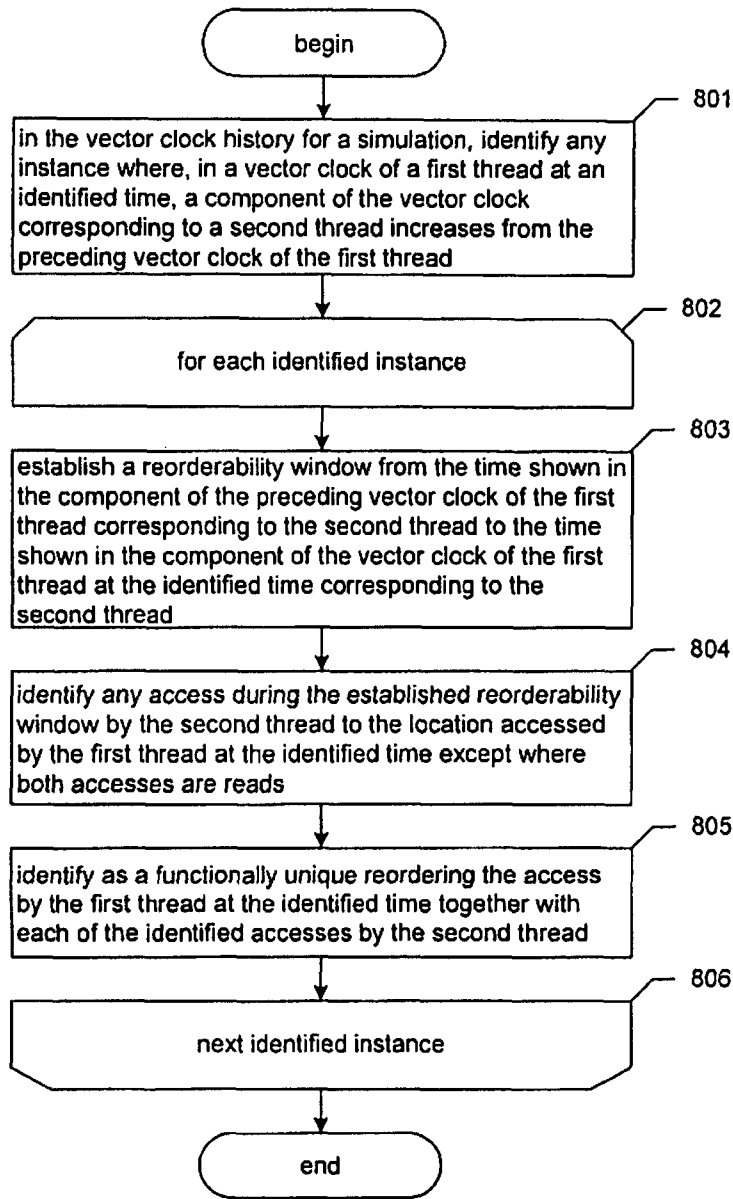 begin
801
in the vector clock history for a simulation, identify any
instance where, in a vector clock of a first thread at an
identified time, a component of the vector clock
corresponding to a second thread increases from the
preceding vector clock of the first thread
802
for each identified instance
803
establish a reorderability window from the time shown in
the component of the preceding vector clock of the first
thread corresponding to the second thread to the time
shown in the component of the vector clock of the first
thread at the identified time corresponding to the
second thread
804
identify any access during the established reorderability
window by the second thread to the location accessed
by the first thread at the identified time except where
both accesses are reads
805
identify as a functionally unique reordering the access
by the first thread at the identified time together with
each of the identified accesses by the second thread
806
next identified instance
end